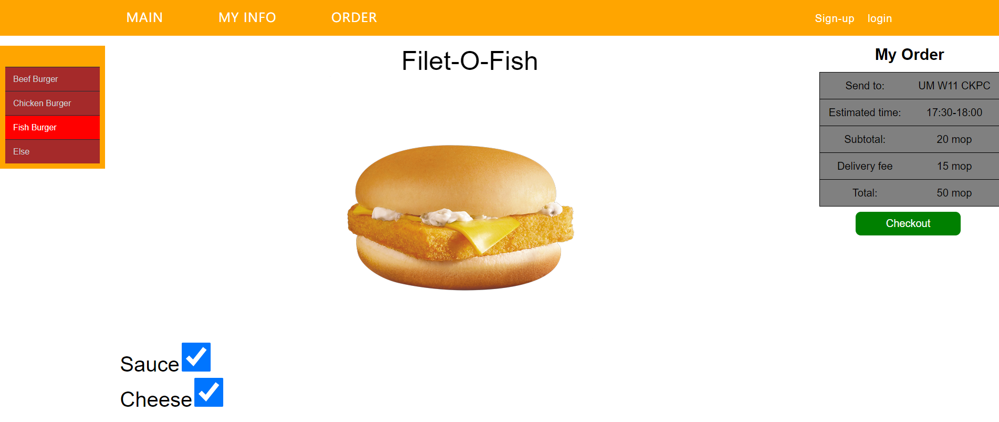 MAIN MY INFO ORDER Sign-up login
Beef Burger
Chicken Burger
Fish Burger
Else
Filet-O-Fish
Sauce
Cheese
My Order
Send to: UM W11 CKPC
Estimated time: 17:30-18:00
Subtotal: 20 mop
Delivery fee 15 mop
Total: 50 mop
Checkout